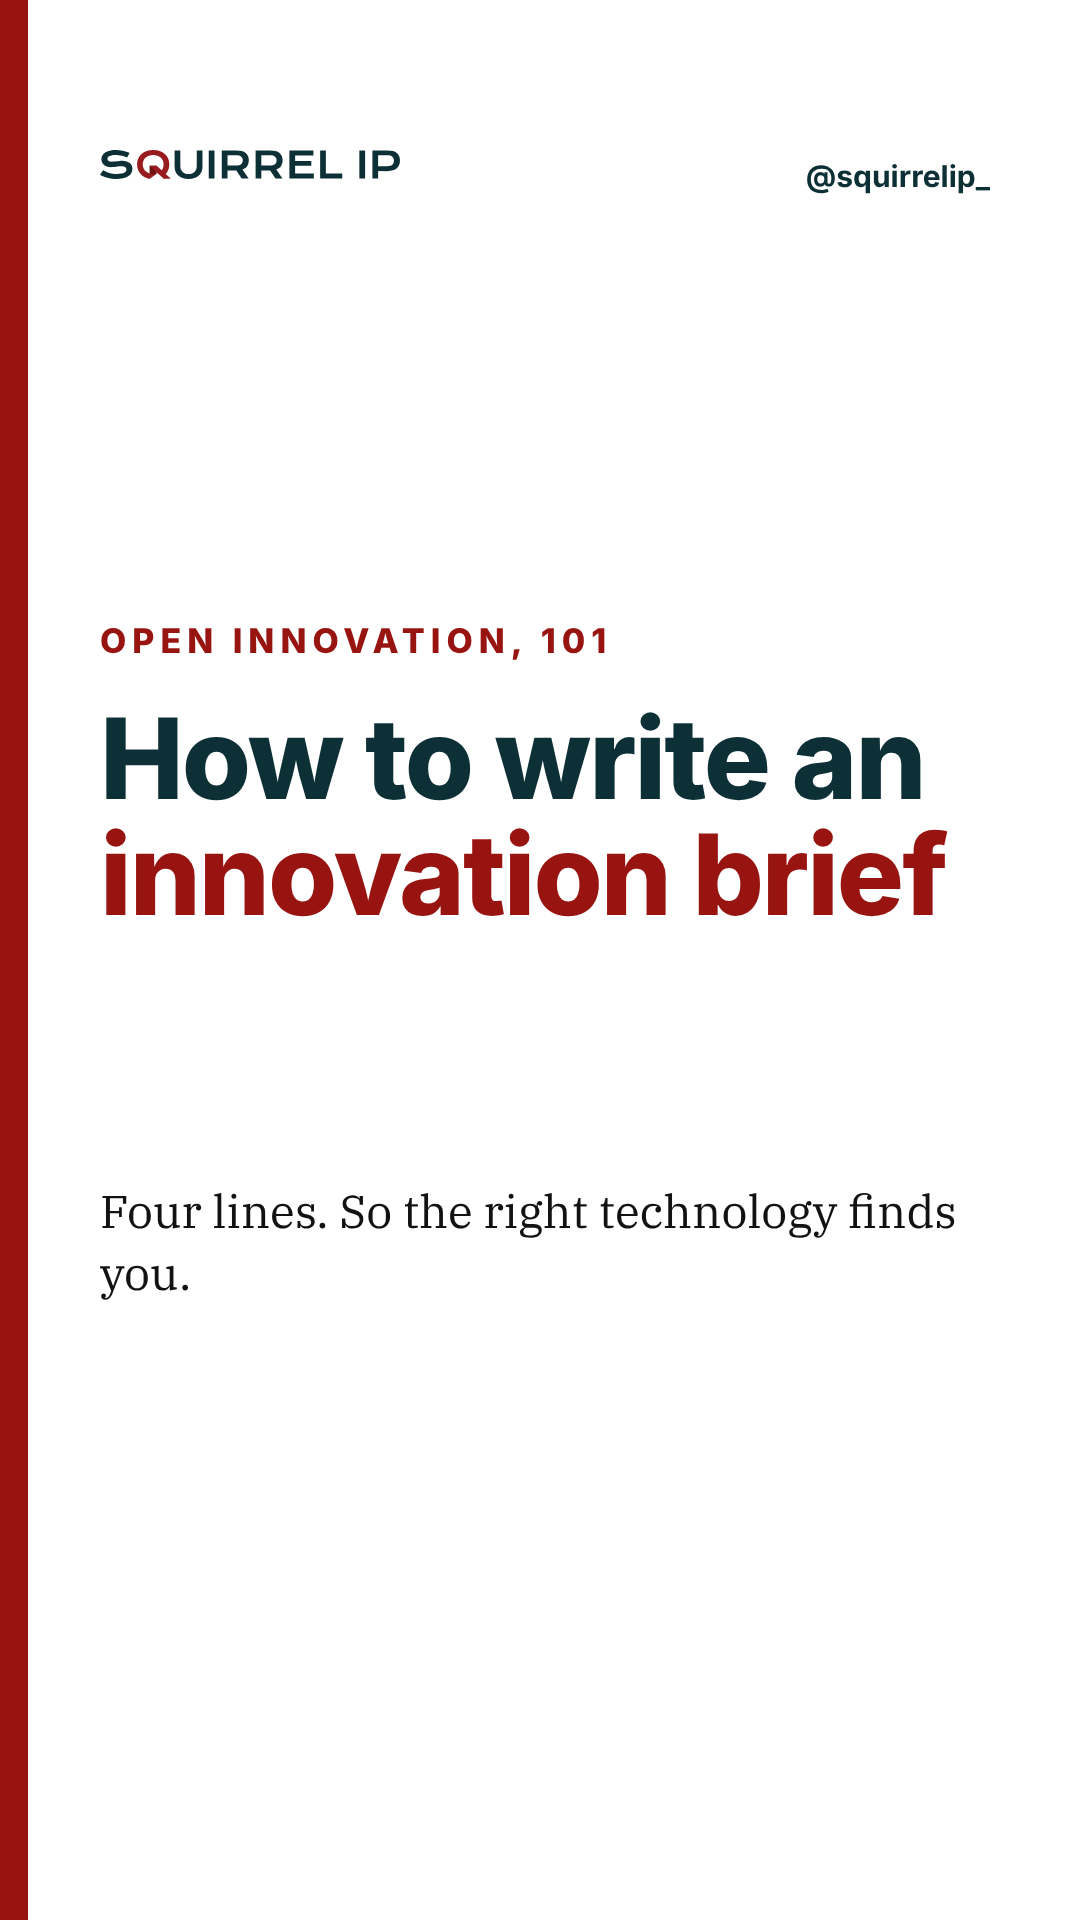 SQUIRREL IP
@squirrelip_
OPEN INNOVATION, 101
How to write an
innovation brief
Four lines. So the right technology finds
you.